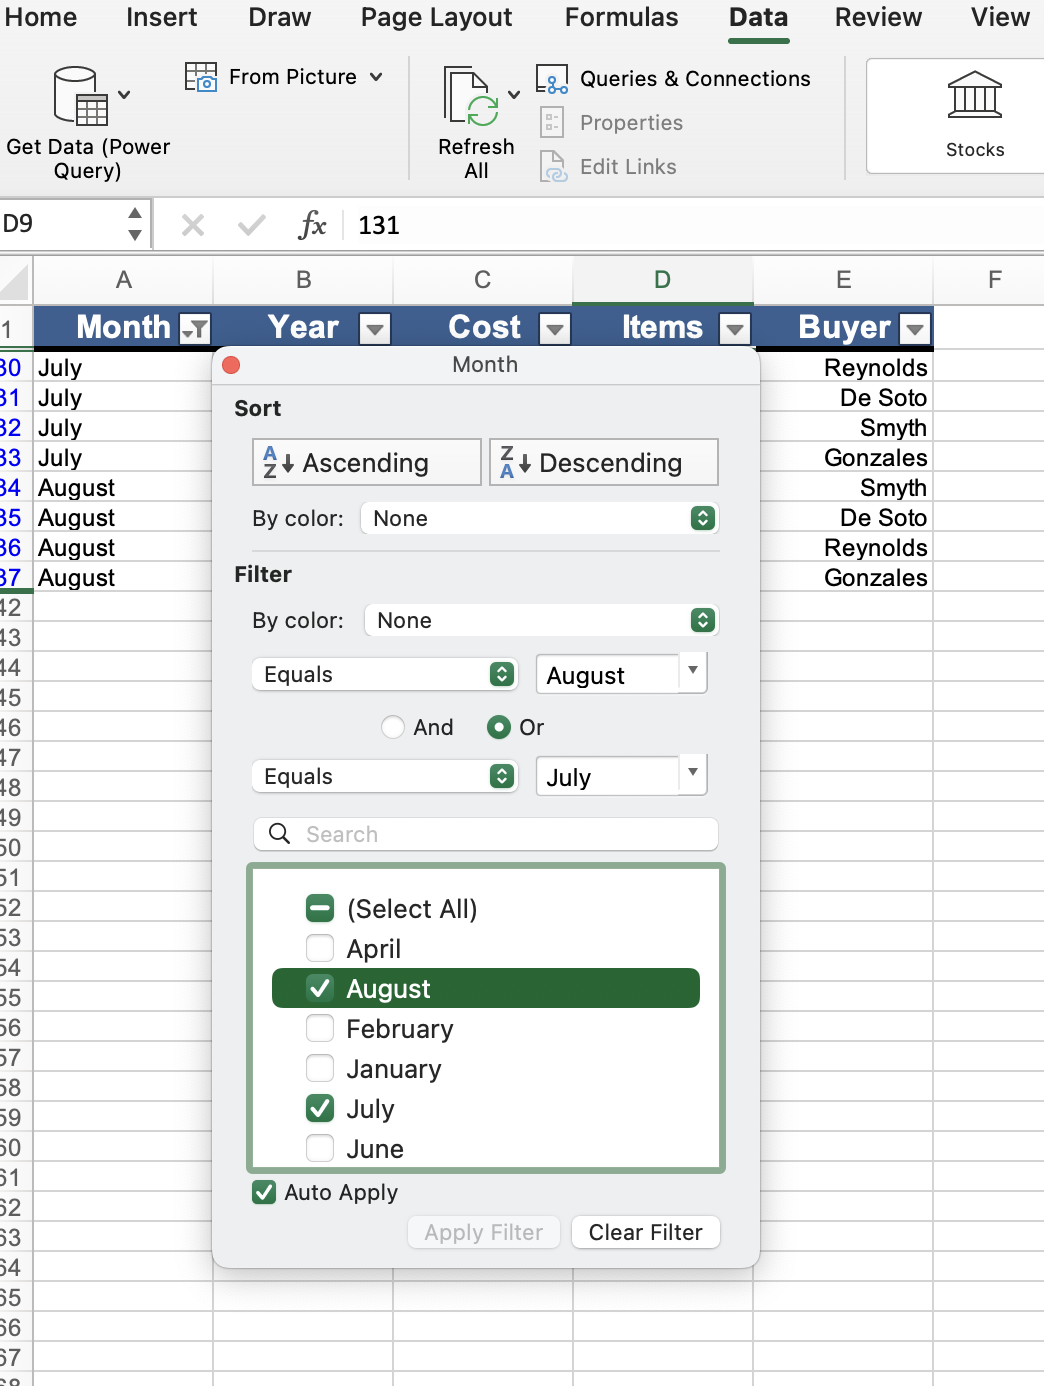 Home Insert Draw Page Layout Formulas Data Review View
From Picture
Queries & Connections
Get Data (Power Query)
Refresh All
Properties
Edit Links
Stocks
D9 fx 131
A B C D E F
1 Month Year Cost Items Buyer
30 July Reynolds
31 July De Soto
32 July Smyth
33 July Gonzales
34 August Smyth
35 August De Soto
36 August Reynolds
37 August Gonzales
42
43
44
45
46
47
48
49
50
51
52
53
54
55
56
57
58
59
60
61
62
63
64
65
66
67
68
Month
Sort
A Z Ascending Z A Descending
By color: None
Filter
By color: None
Equals August
And Or
Equals July
Search
(Select All)
April
August
February
January
July
June
Auto Apply
Apply Filter Clear Filter